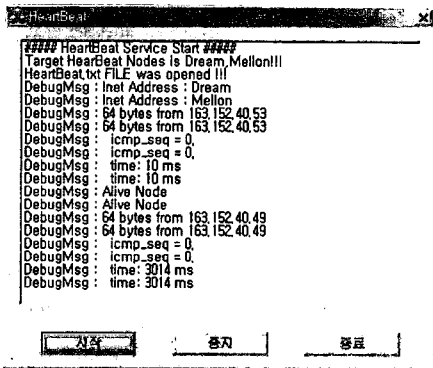 HeartBeat
##### HeartBeat Service Start #####
Target HearBeat Nodes is Dream,Mellon!!!
HeartBeat.txt FILE was opened !!!
DebugMsg : Inet Address : Dream
DebugMsg : Inet Address : Mellon
DebugMsg : 64 bytes from 163.152.40.53
DebugMsg : 64 bytes from 163.152.40.53
DebugMsg :   icmp_seq = 0.
DebugMsg :   icmp_seq = 0.
DebugMsg :   time: 10 ms
DebugMsg :   time: 10 ms
DebugMsg : Alive Node
DebugMsg : Alive Node
DebugMsg : 64 bytes from 163.152.40.49
DebugMsg : 64 bytes from 163.152.40.49
DebugMsg :   icmp_seq = 0.
DebugMsg :   icmp_seq = 0.
DebugMsg :   time: 3014 ms
DebugMsg :   time: 3014 ms
시작
중지
종료